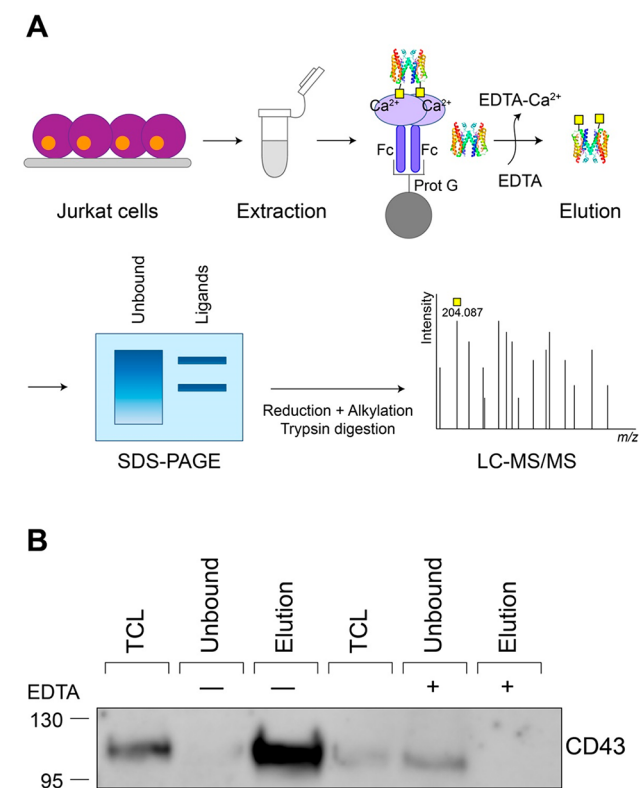 A
Ca²⁺ Ca²⁺
EDTA-Ca²⁺
Fc Fc
Prot G
EDTA
Jurkat cells
Extraction
Elution
Unbound
Ligands
Intensity
204.087
Reduction + Alkylation
Trypsin digestion
m/z
SDS-PAGE
LC-MS/MS
B
TCL
Unbound
Elution
TCL
Unbound
Elution
EDTA — — + +
130 —
CD43
95 —